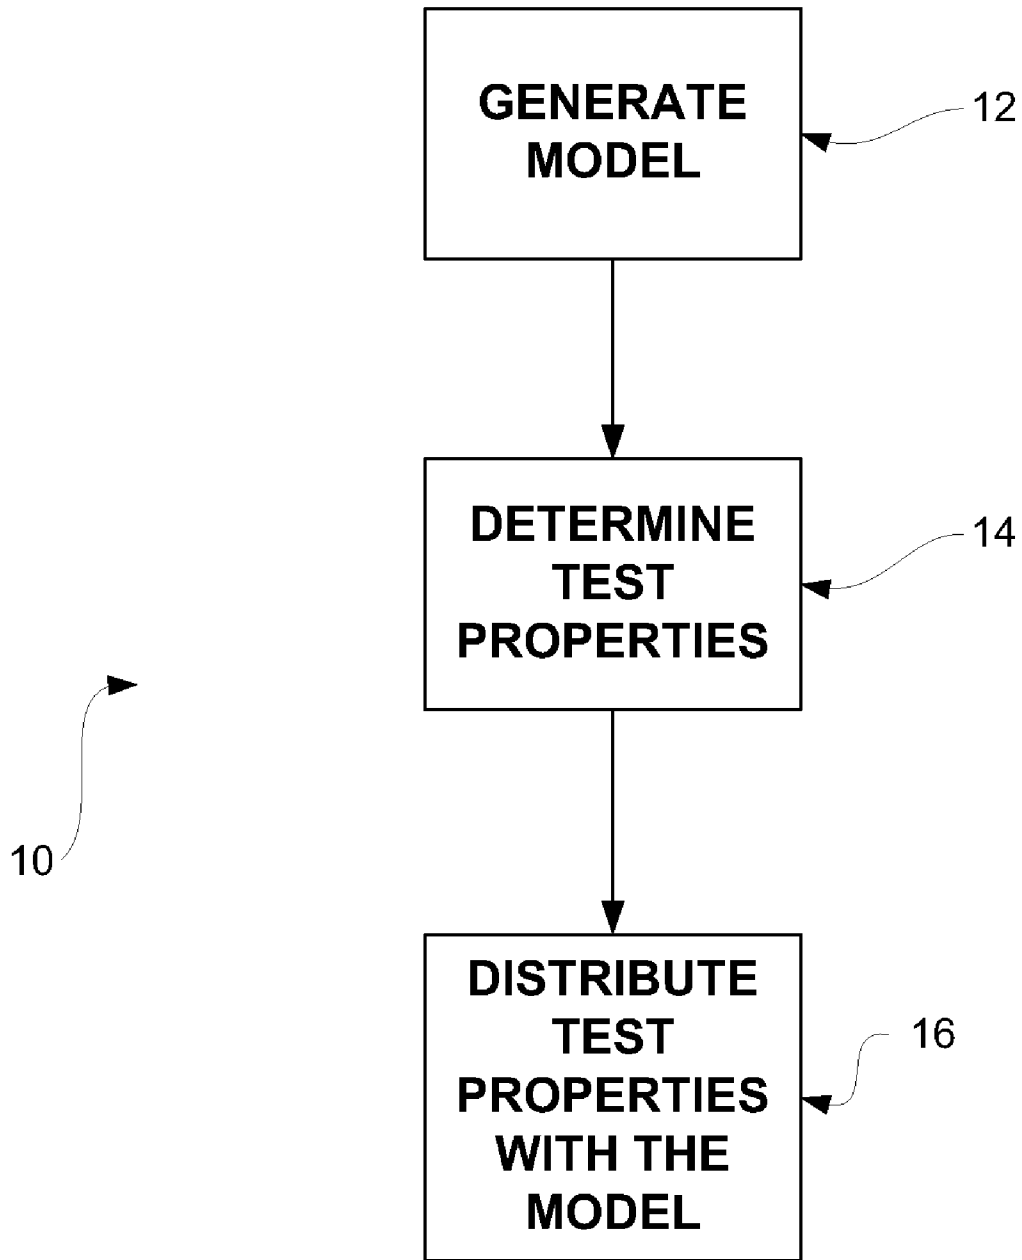 GENERATE
MODEL
12
DETERMINE
TEST
PROPERTIES
14
10
DISTRIBUTE
TEST
PROPERTIES
WITH THE
MODEL
16